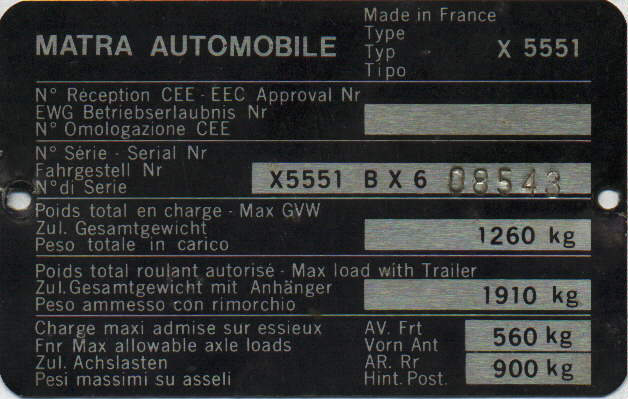 MATRA AUTOMOBILE
Made in France
Type
Typ
Tipo
X 5551
N° Réception CEE - EEC Approval Nr
EWG Betriebserlaubnis Nr
N° Omologazione CEE
N° Série - Serial Nr
Fahrgestell Nr
N° di Serie
X5551 B X 6 08543
Poids total en charge - Max GVW
Zul. Gesamtgewicht
Peso totale in carico
1260 kg
Poids total roulant autorisé - Max load with Trailer
Zul. Gesamtgewicht mit Anhänger
Peso ammesso con rimorchio
1910 kg
Charge maxi admise sur essieux
Fnr Max allowable axle loads
Zul. Achslasten
Pesi massimi su asseli
AV. Frt
Vorn Ant
560 kg
AR. Rr
Hint. Post.
900 kg